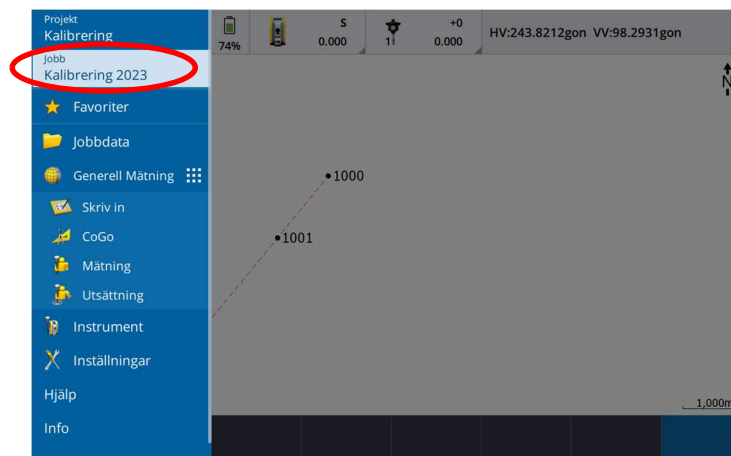 Projekt
Kalibrering
Jobb
Kalibrering 2023
Favoriter
Jobbdata
Generell Mätning
Skriv in
CoGo
Mätning
Utsättning
Instrument
Inställningar
Hjälp
Info
74%
S
0.000
+0
0.000
HV:243.8212gon VV:98.2931gon
N
1000
1001
1,000m